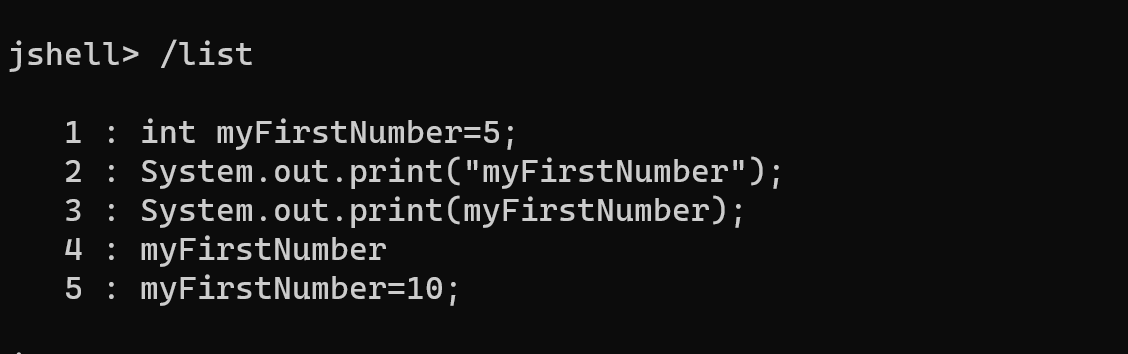 jshell> /list
1 : int myFirstNumber=5;
2 : System.out.print("myFirstNumber");
3 : System.out.print(myFirstNumber);
4 : myFirstNumber
5 : myFirstNumber=10;